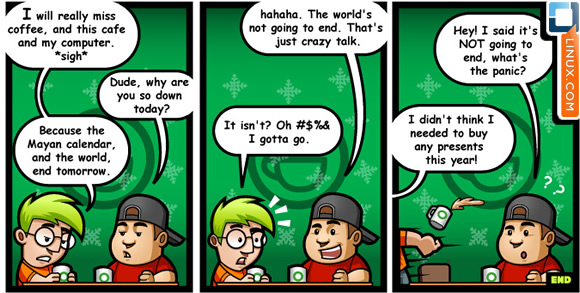 I will really miss
coffee, and this cafe
and my computer.
*sigh*
Dude, why are
you so down
today?
Because the
Mayan calendar,
and the world,
end tomorrow.
hahaha. The world's
not going to end. That's
just crazy talk.
It isn't? Oh #$%&
I gotta go.
Hey! I said it's
NOT going to
end, what's
the panic?
I didn't think I
needed to buy
any presents
this year!
? ?
END
LINUX.COM